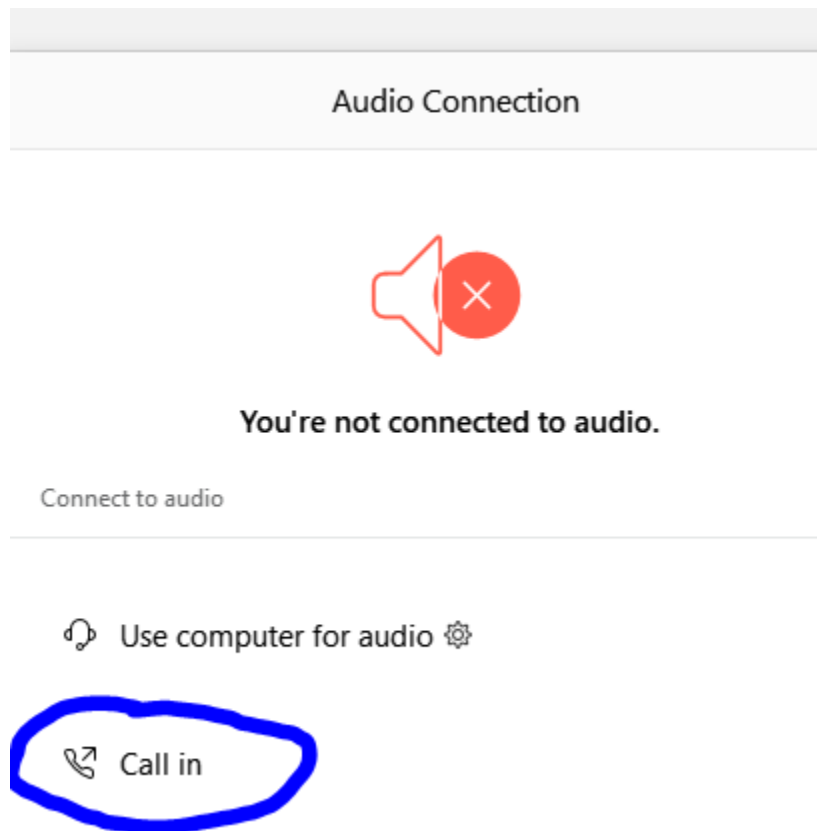 Audio Connection
You're not connected to audio.
Connect to audio
Use computer for audio
Call in